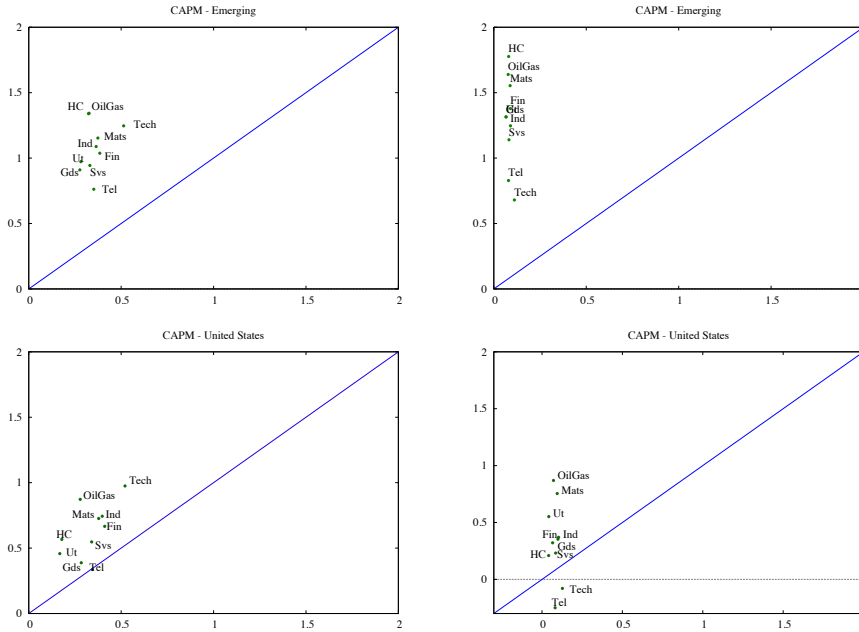 CAPM - Emerging
2
1.5
1
0.5
0
0
0.5
1
1.5
2
HC
OilGas
Tech
Mats
Ind
Fin
Ut
Gds
Svs
Tel
CAPM - Emerging
2
1.5
1
0.5
0
0
0.5
1
1.5
HC
OilGas
Mats
Fin
Gds
Ind
Svs
Tel
Tech
CAPM - United States
2
1.5
1
0.5
0
0
0.5
1
1.5
2
Tech
OilGas
Mats
Ind
Fin
HC
Svs
Ut
Gds
Tel
CAPM - United States
2
1.5
1
0.5
0
0
0.5
1
1.5
OilGas
Mats
Ut
Fin
Ind
Gds
HC
Svs
Tech
Tel